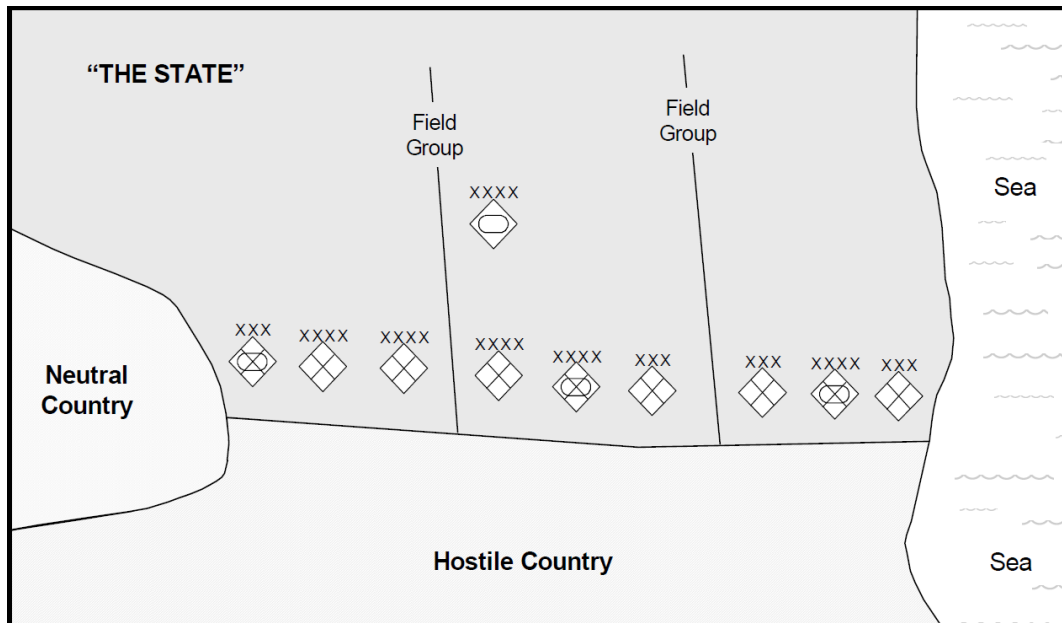 “THE STATE”
Field
Group
Field
Group
XXXX
Sea
XXX
XXXX
XXXX
XXXX
XXXX
XXX
XXX
XXXX
XXX
Neutral
Country
Hostile Country
Sea